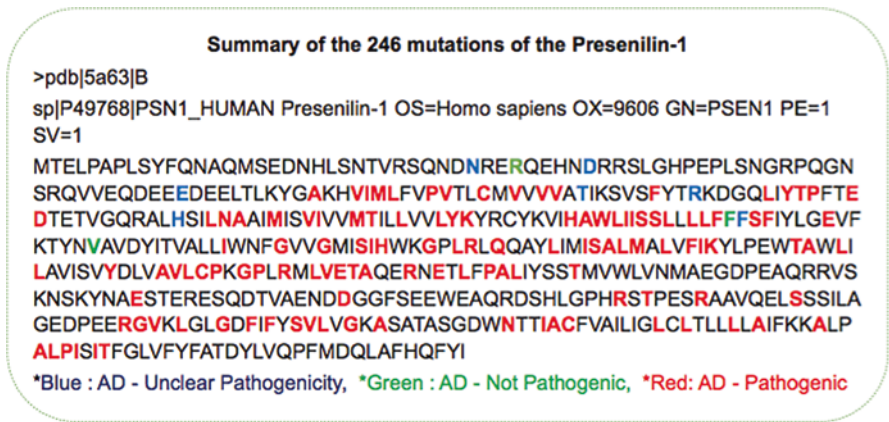 Summary of the 246 mutations of the Presenilin-1
>pdb|5a63|B
sp|P49768|PSN1_HUMAN Presenilin-1 OS=Homo sapiens OX=9606 GN=PSEN1 PE=1
SV=1
MTELPAPLSYFQNAQMSEDNHLSNTVRSQNDNRERQEHNDRRSLGHPEPLSNGRPQGN
SRQVVEQDEEEDEELTLKYGAKHVIMLFVPVTLCMVVVVATIKSVSFYTRKDGQLIYTPFTE
DTETVGQRALHSILNAAIMISVIVVMTILLVVLYKYRCYKVIHAWLIISSLLLLFFFSFIYLGEVF
KTYNVAVDYITVALLIWNFGVVGMISIHWKGPLRLQQAYLIMISALMALVFIKYLPEWTAWLI
LAVISVYDLVAVLCPKGPLRMLVETAQERNETLFPALIYSSTMVWLVNMAEGDPEAQRRVS
KNSKYNAESTERESQDTVAENDDGGFSEEWEAQRDSHLGPHRSTPESRAAVQELSSSILA
GEDPEERGVKLGLGDFIFYSVLVGKASATASGDWNTTIACFVAILIGLCLTLLLLAIFKKALP
ALPISITFGLVFYFATDYLVQPFMDQLAFHQFYI
*Blue : AD - Unclear Pathogenicity, *Green : AD - Not Pathogenic, *Red: AD - Pathogenic